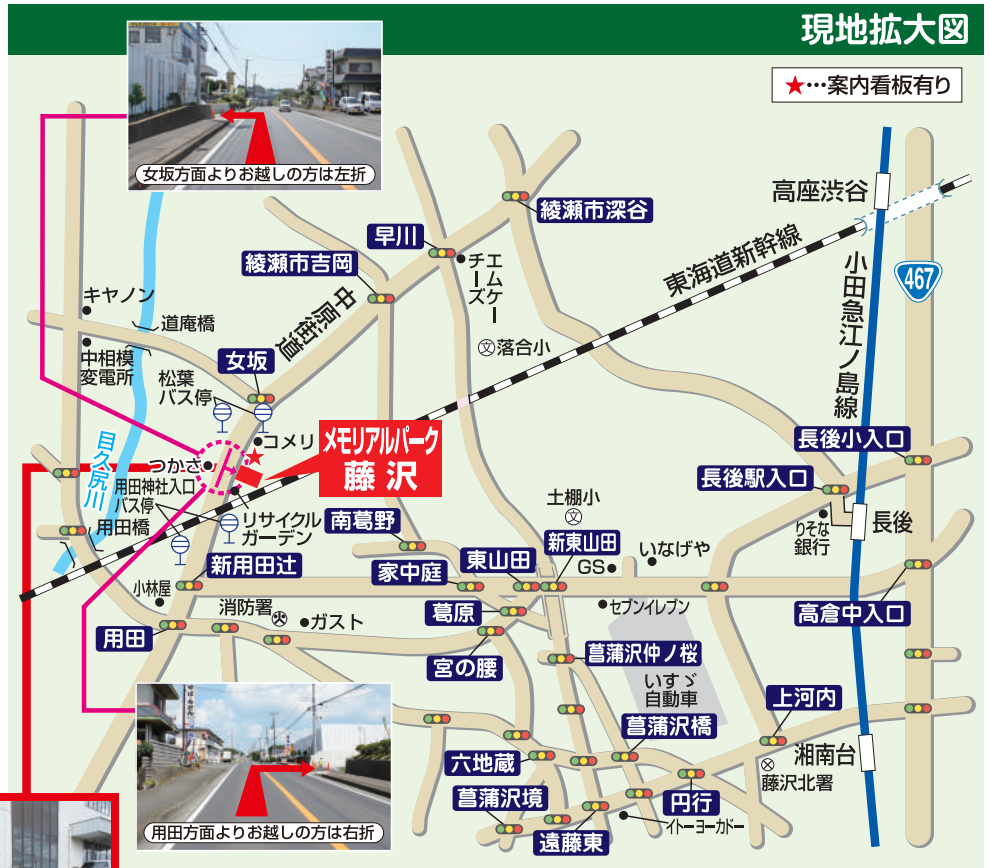 現地拡大図
★…案内看板有り
女坂方面よりお越しの方は左折
高座渋谷
綾瀬市深谷
早川
綾瀬市吉岡
エムケー
チーズ
東海道新幹線
小田急江ノ島線
467
中原街道
キヤノン
道庵橋
中相模
変電所
女坂
松葉
バス停
落合小
コメリ
メモリアルパーク
藤沢
目久尻川
つかさ
用田神社入口
バス停
用田橋
リサイクル
ガーデン
長後小入口
長後駅入口
りそな
銀行
長後
土棚小
南葛野
新東山田
いなげや
東山田
GS
家中庭
新用田辻
小林屋
消防署
ガスト
用田
葛原
セブンイレブン
高倉中入口
宮の腰
菖蒲沢仲ノ桜
いすゞ
自動車
上河内
菖蒲沢橋
湘南台
藤沢北署
六地蔵
円行
菖蒲沢境
イトーヨーカドー
遠藤東
用田方面よりお越しの方は右折